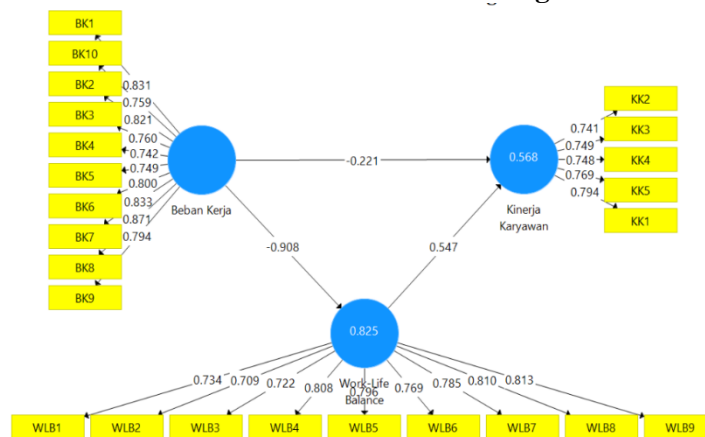 BK1
BK10
BK2
BK3
BK4
BK5
BK6
BK7
BK8
BK9
0.831
0.759
0.821
0.760
0.742
0.749
0.800
0.833
0.871
0.794
Beban Kerja
-0.221
-0.908
0.547
0.568
Kinerja
Karyawan
0.741
0.749
0.748
0.769
0.794
KK2
KK3
KK4
KK5
KK1
0.825
Work-Life
Balance
0.734
0.709
0.722
0.808
0.796
0.769
0.785
0.810
0.813
WLB1
WLB2
WLB3
WLB4
WLB5
WLB6
WLB7
WLB8
WLB9